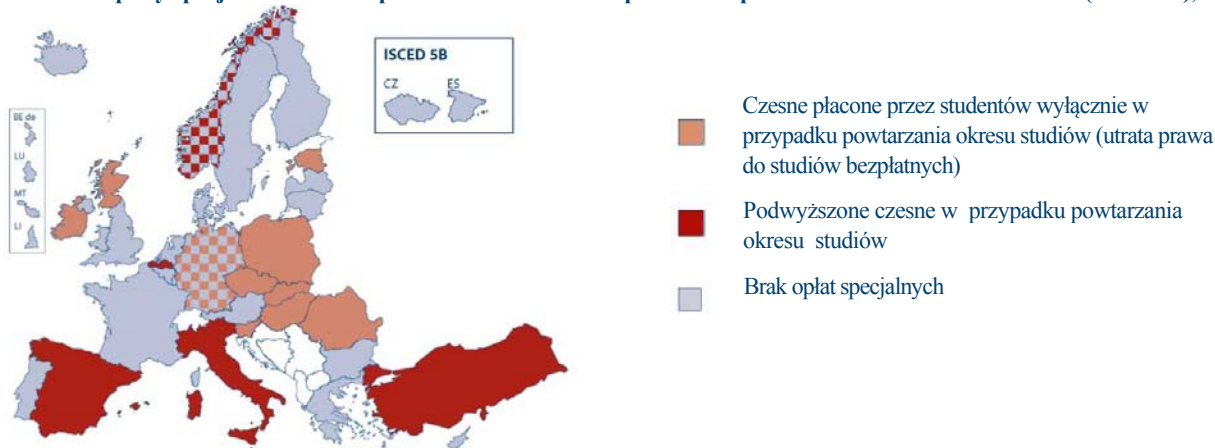 ISCED 5B
CZ ES
BE de
LU
MT
LI
Czesne płacone przez studentów wyłącznie w
przypadku powtarzania okresu studiów (utrata prawa
do studiów bezpłatnych)
Podwyższone czesne w przypadku powtarzania
okresu studiów
Brak opłat specjalnych